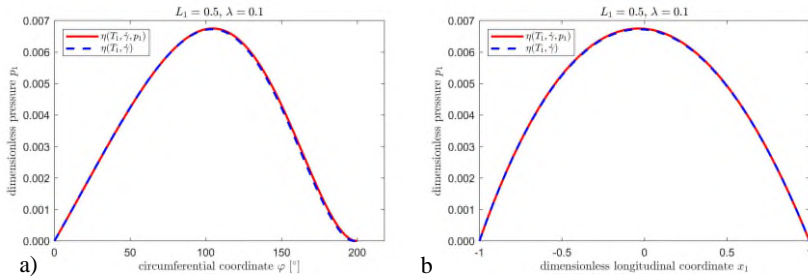 L₁ = 0.5, λ = 0.1
0.007
0.006
0.005
0.004
0.003
0.002
0.001
0.000
dimensionless pressure p₁
η(T₁, γ̇, p₁)
η(T₁, γ̇)
0 50 100 150 200
circumferential coordinate φ [°]
a)
L₁ = 0.5, λ = 0.1
0.007
0.006
0.005
0.004
0.003
0.002
0.001
0.000
dimensionless pressure p₁
η(T₁, γ̇, p₁)
η(T₁, γ̇)
-1 -0.5 0 0.5
dimensionless longitudinal coordinate x₁
b